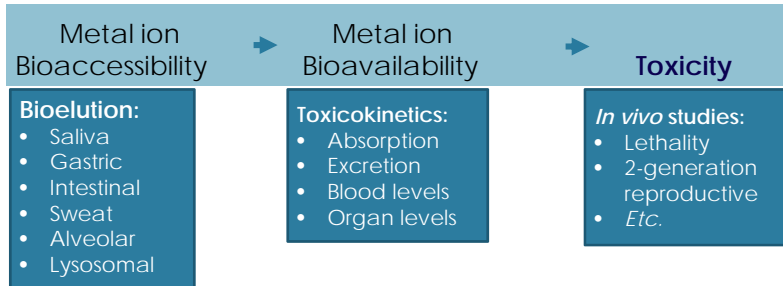 Metal ion
Bioaccessibility
Metal ion
Bioavailability
Toxicity
Bioelution:
• Saliva
• Gastric
• Intestinal
• Sweat
• Alveolar
• Lysosomal
Toxicokinetics:
• Absorption
• Excretion
• Blood levels
• Organ levels
In vivo studies:
• Lethality
• 2-generation
reproductive
• Etc.